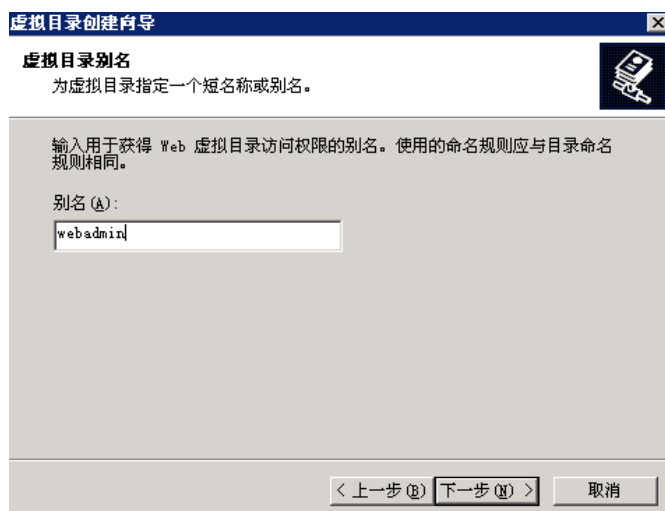 虚拟目录创建向导
虚拟目录别名
为虚拟目录指定一个短名称或别名。
输入用于获得 Web 虚拟目录访问权限的别名。使用的命名规则应与目录命名
规则相同。
别名(A):
webadmin
< 上一步(B) 下一步(N) > 取消